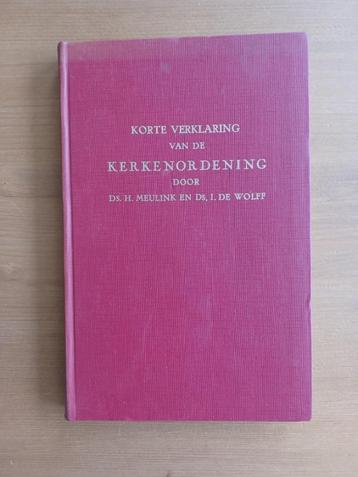 KORTE VERKLARING
VAN DE
KERKENORDENING
DOOR
DS. H. MEULINK EN DS. I. DE WOLFF